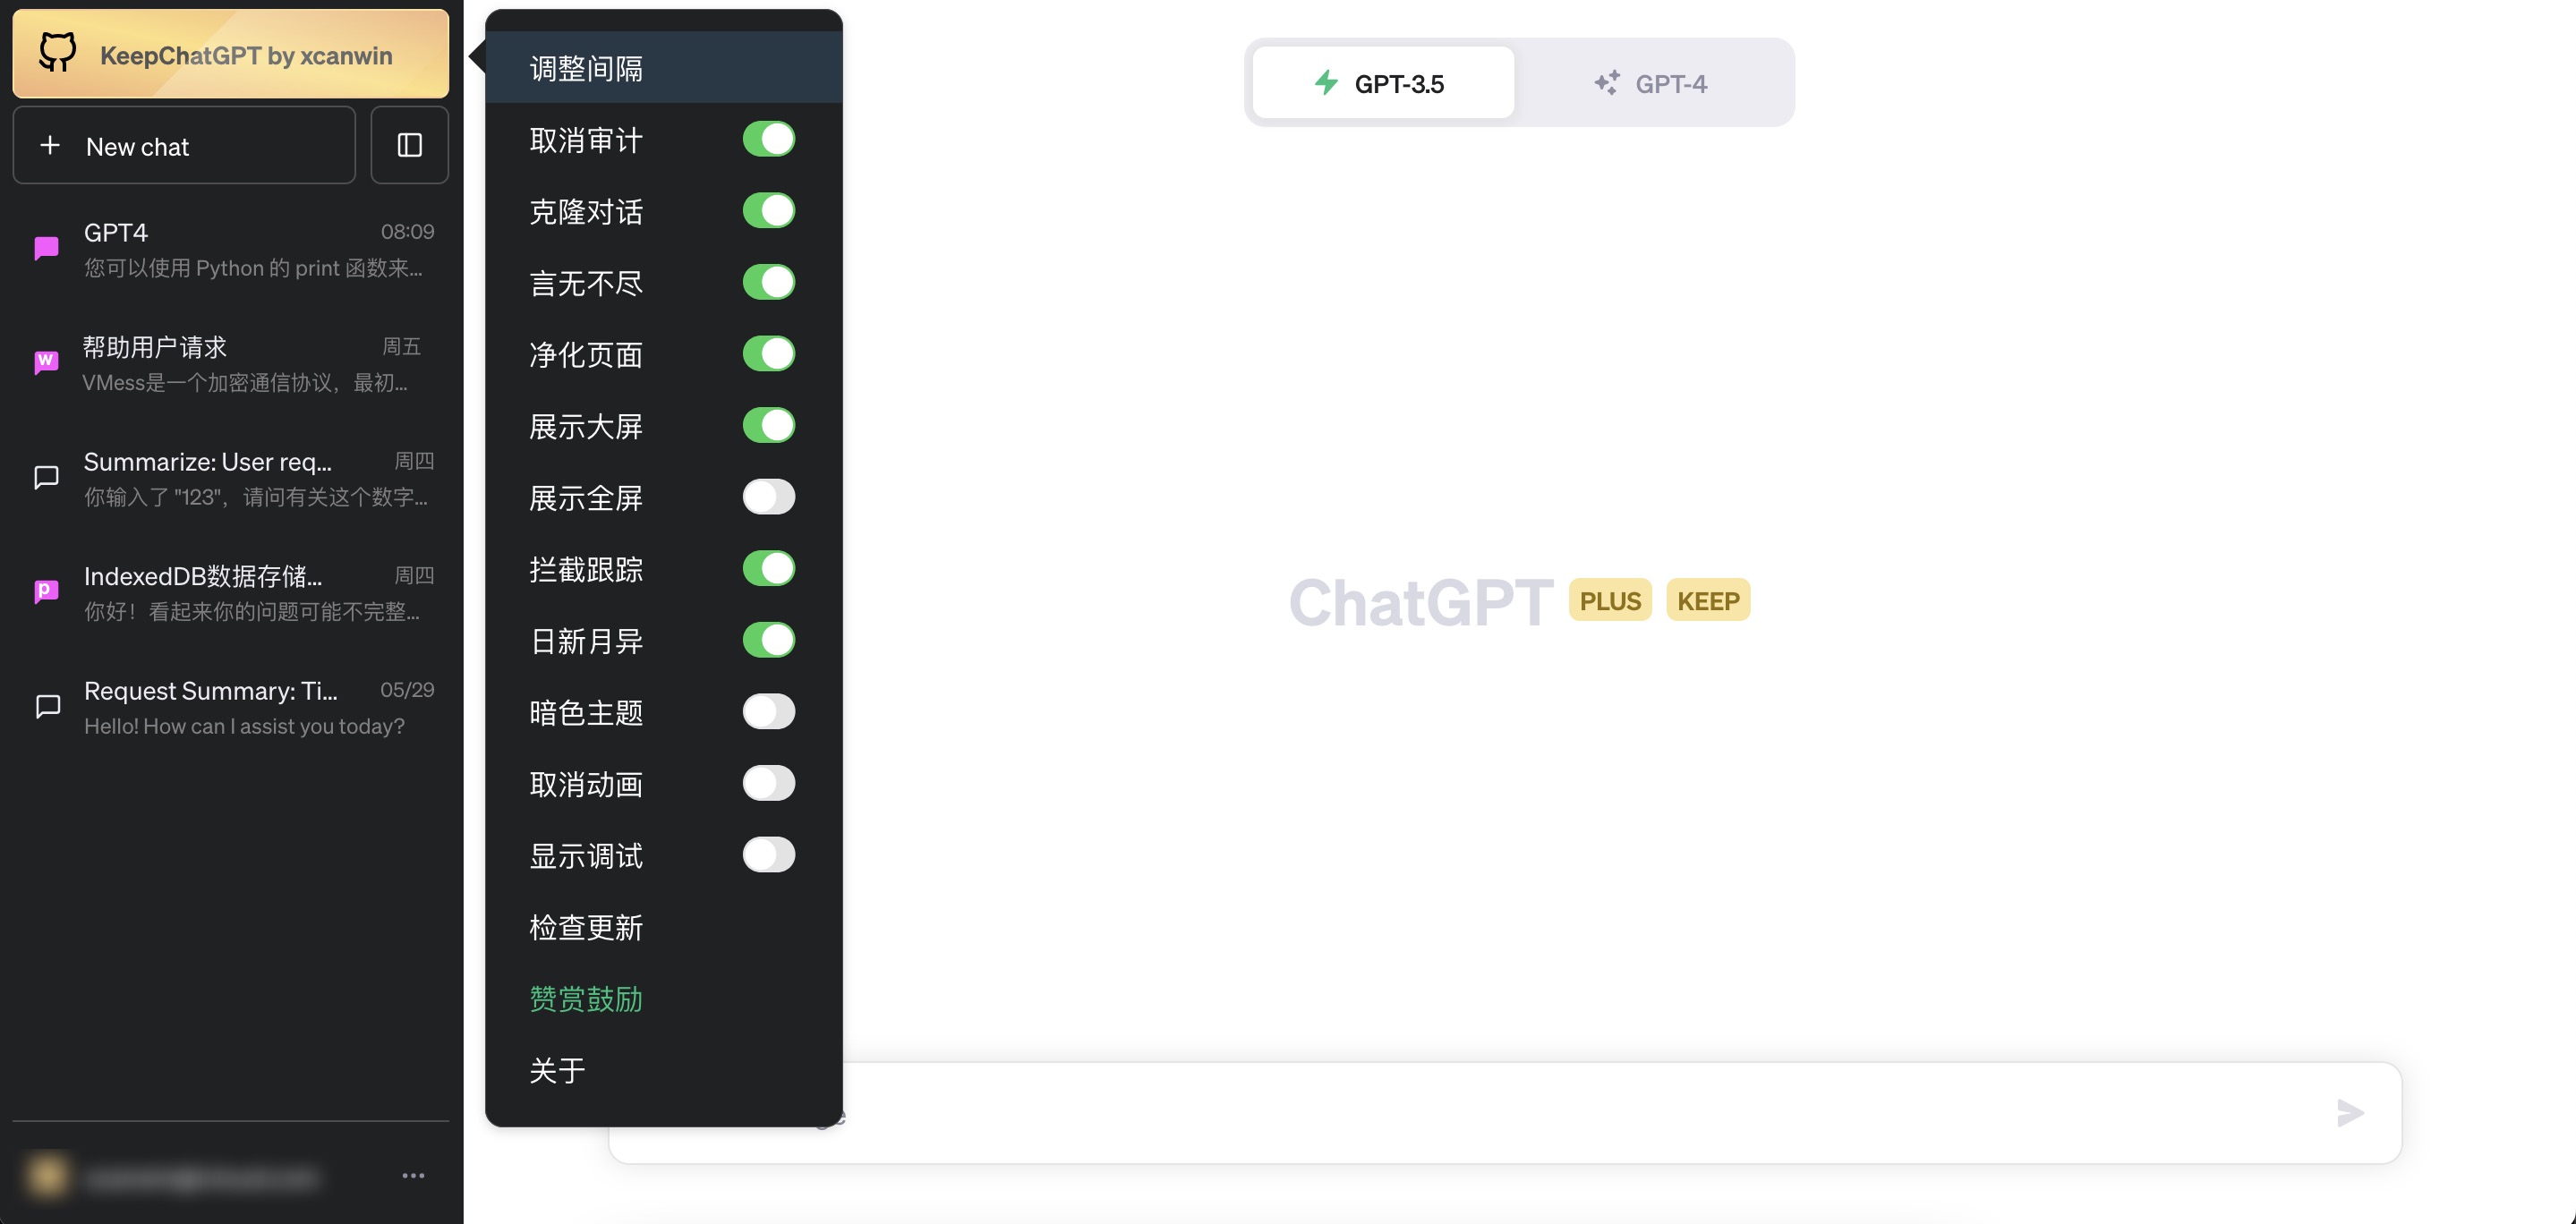 KeepChatGPT by xcanwin
New chat
GPT4 08:09
您可以使用 Python 的 print 函数来...
帮助用户请求 周五
VMess是一个加密通信协议，最初...
Summarize: User req... 周四
你输入了 "123"，请问有关这个数字...
IndexedDB数据存储... 周四
你好！看起来你的问题可能不完整...
Request Summary: Ti... 05/29
Hello! How can I assist you today?
调整间隔
取消审计
克隆对话
言无不尽
净化页面
展示大屏
展示全屏
拦截跟踪
日新月异
暗色主题
取消动画
显示调试
检查更新
赞赏鼓励
关于
GPT-3.5
GPT-4
ChatGPT PLUS KEEP